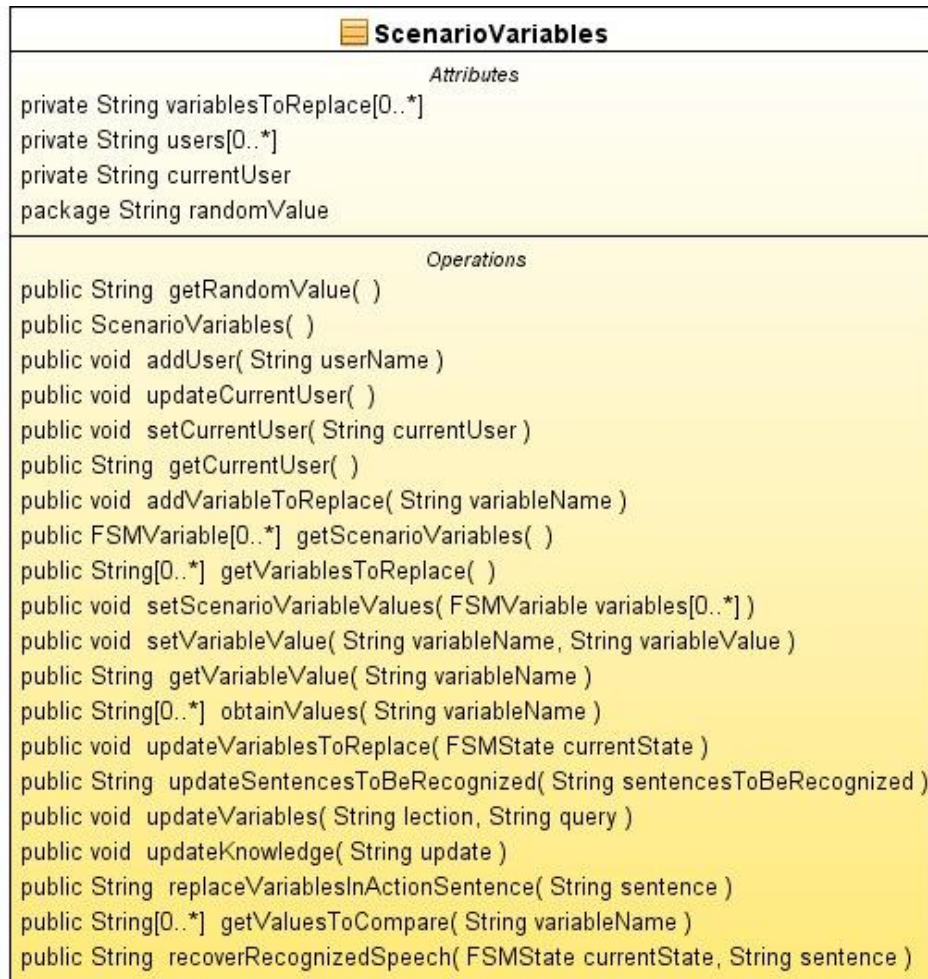 ScenarioVariables
Attributes
private String variablesToReplace[0..*]
private String users[0..*]
private String currentUser
package String randomValue
Operations
public String getRandomValue( )
public ScenarioVariables( )
public void addUser( String userName )
public void updateCurrentUser( )
public void setCurrentUser( String currentUser )
public String getCurrentUser( )
public void addVariableToReplace( String variableName )
public FSMVariable[0..*] getScenarioVariables( )
public String[0..*] getVariablesToReplace( )
public void setScenarioVariableValues( FSMVariable variables[0..*] )
public void setVariableValue( String variableName, String variableValue )
public String getVariableValue( String variableName )
public String[0..*] obtainValues( String variableName )
public void updateVariablesToReplace( FSMState currentState )
public String updateSentencesToBeRecognized( String sentencesToBeRecognized )
public void updateVariables( String lection, String query )
public void updateKnowledge( String update )
public String replaceVariablesInActionSentence( String sentence )
public String[0..*] getValuesToCompare( String variableName )
public String recoverRecognizedSpeech( FSMState currentState, String sentence )